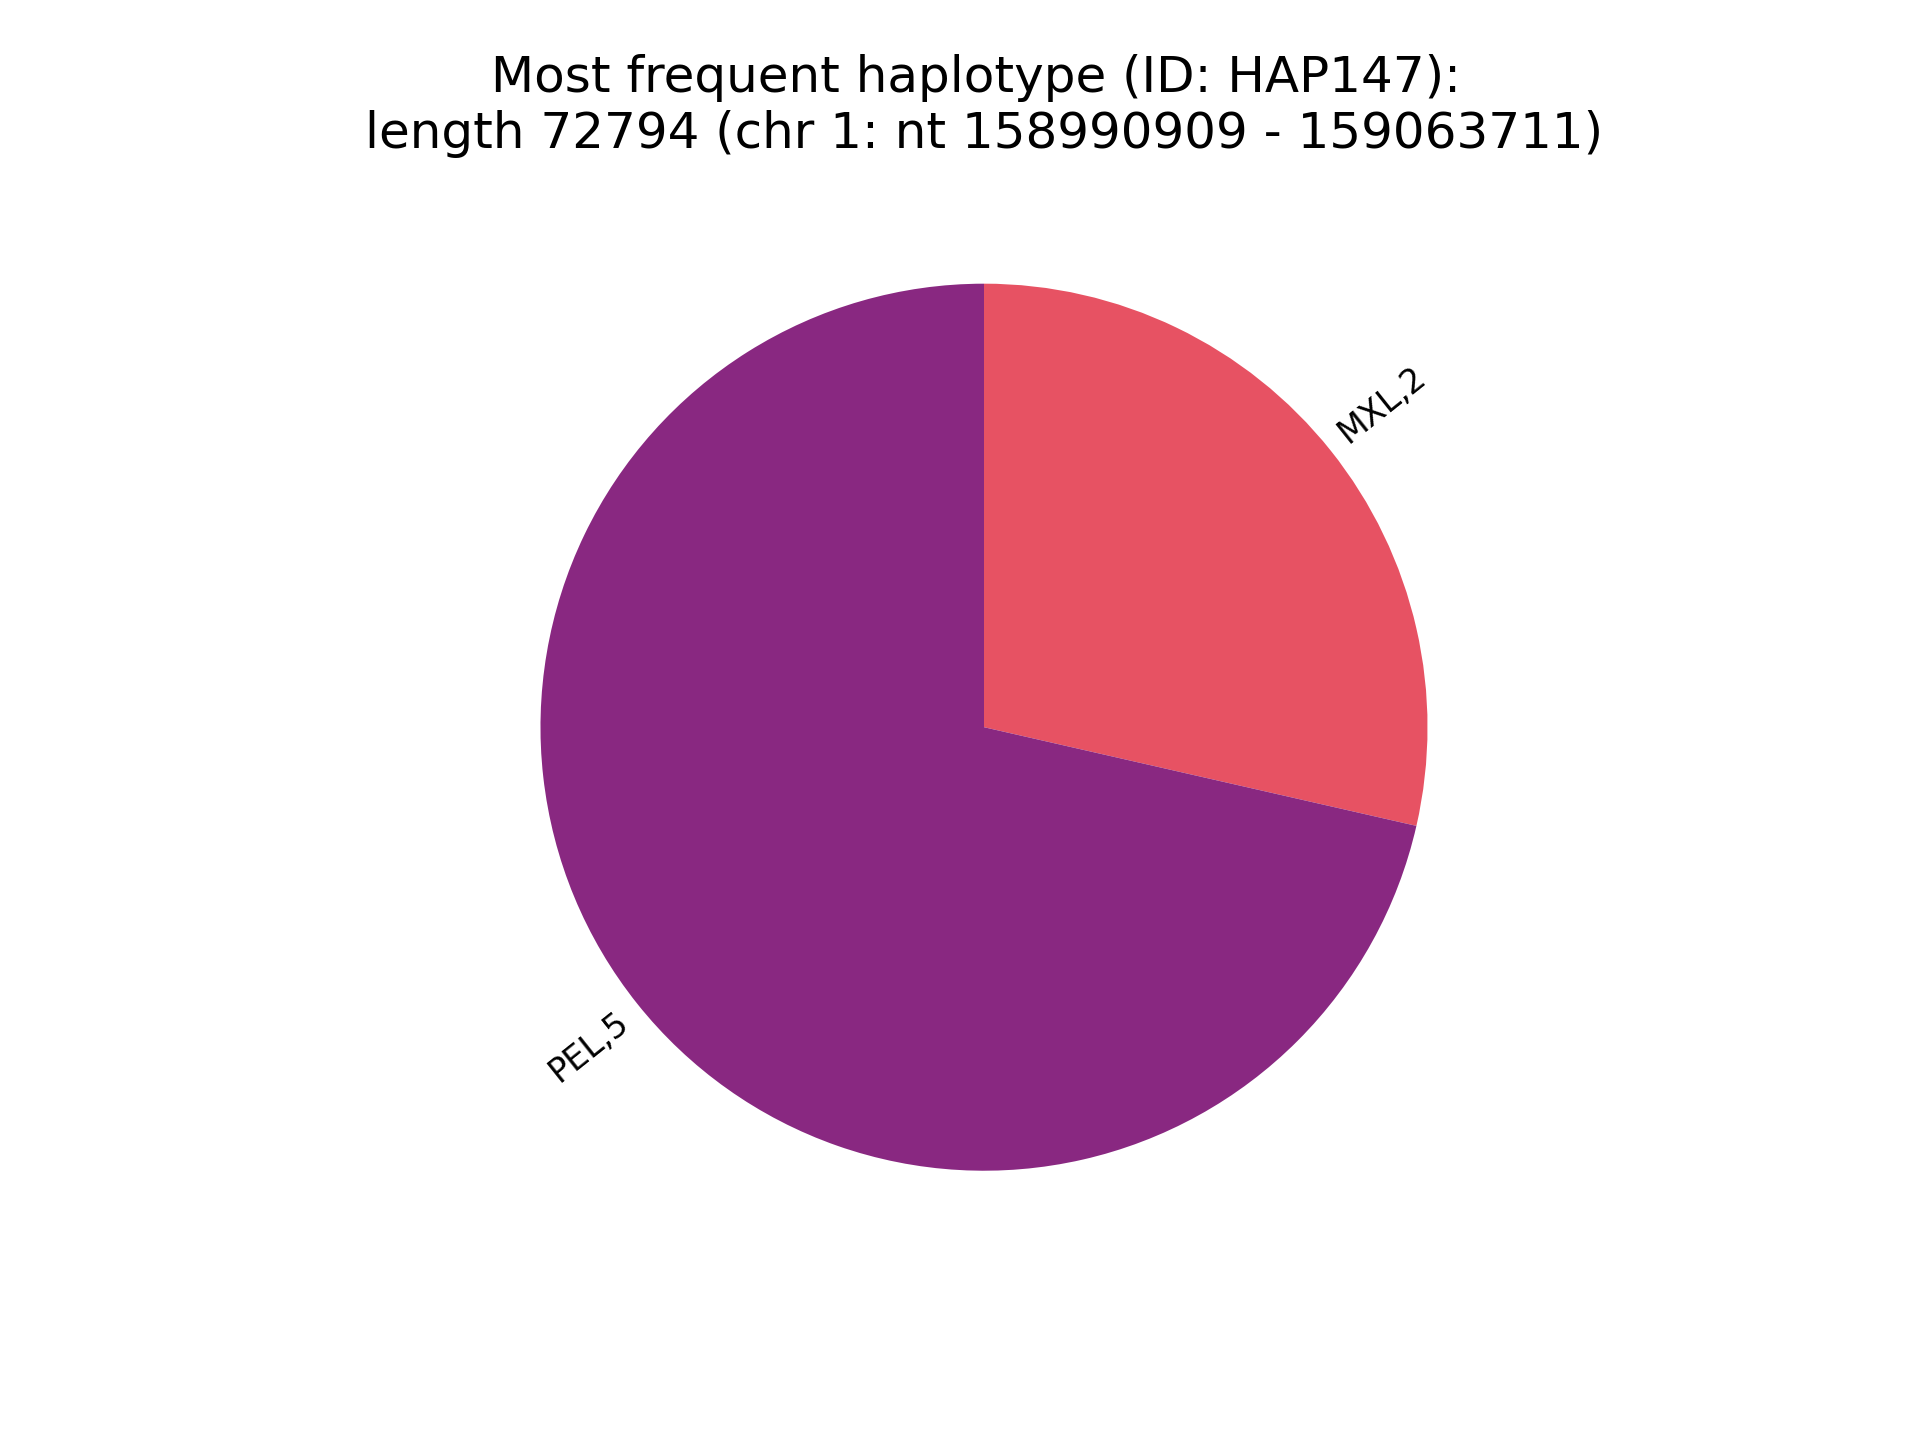 Most frequent haplotype (ID: HAP147):
length 72794 (chr 1: nt 158990909 - 159063711)
MXL,2
PEL,5